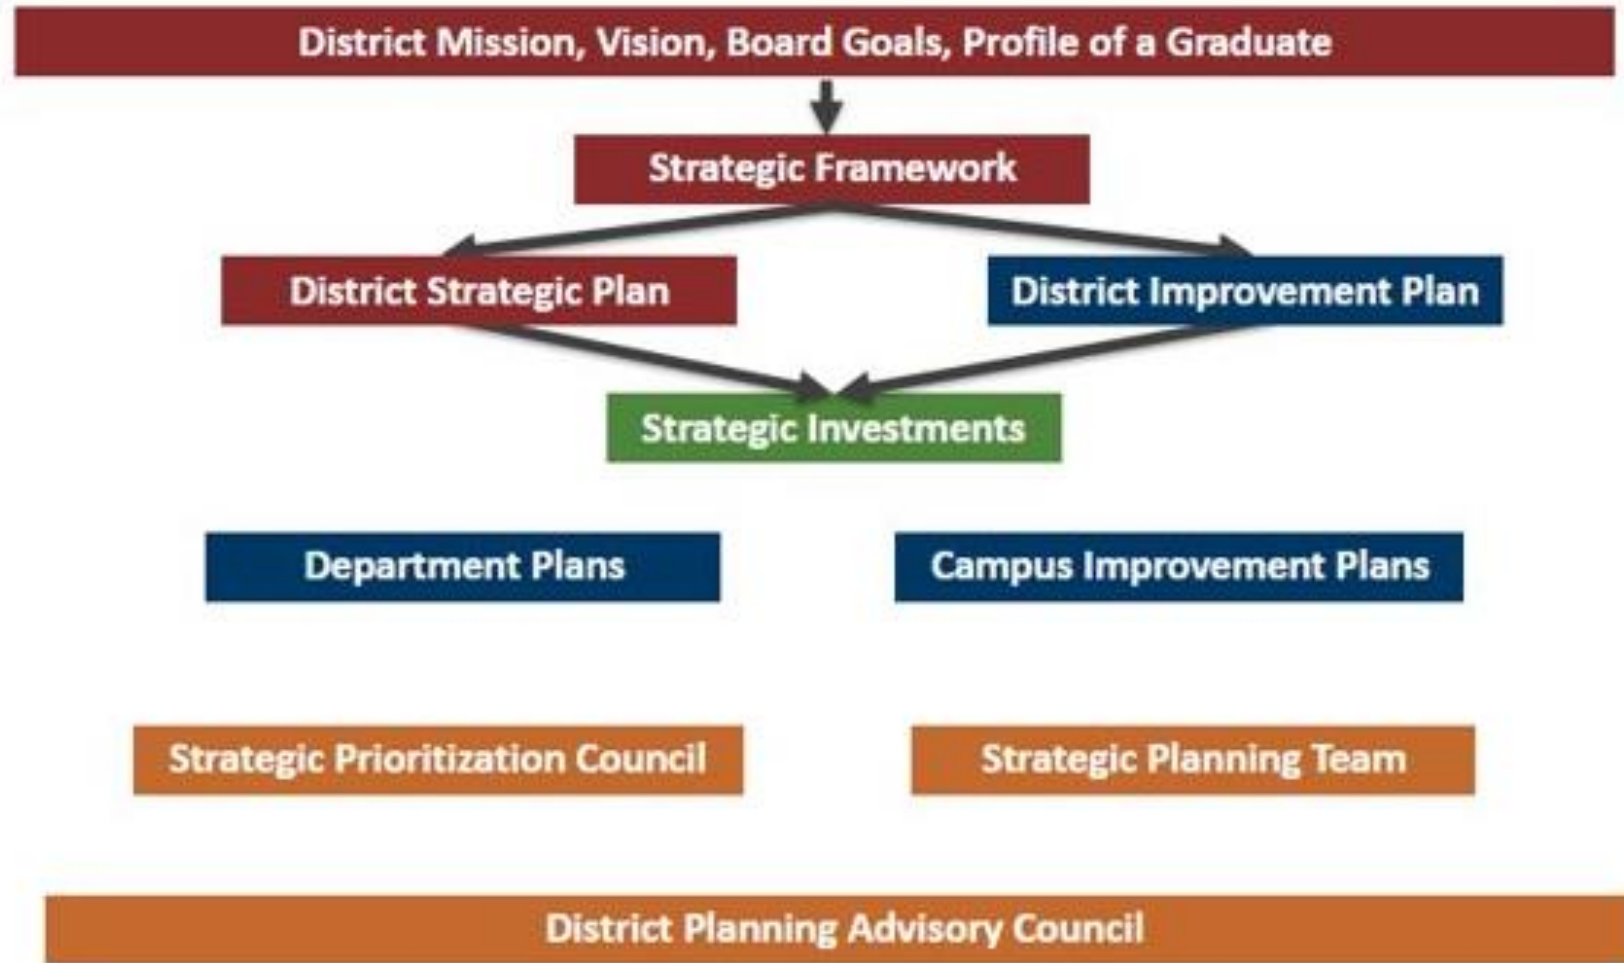 District Mission, Vision, Board Goals, Profile of a Graduate
Strategic Framework
District Strategic Plan
District Improvement Plan
Strategic Investments
Department Plans
Campus Improvement Plans
Strategic Prioritization Council
Strategic Planning Team
District Planning Advisory Council